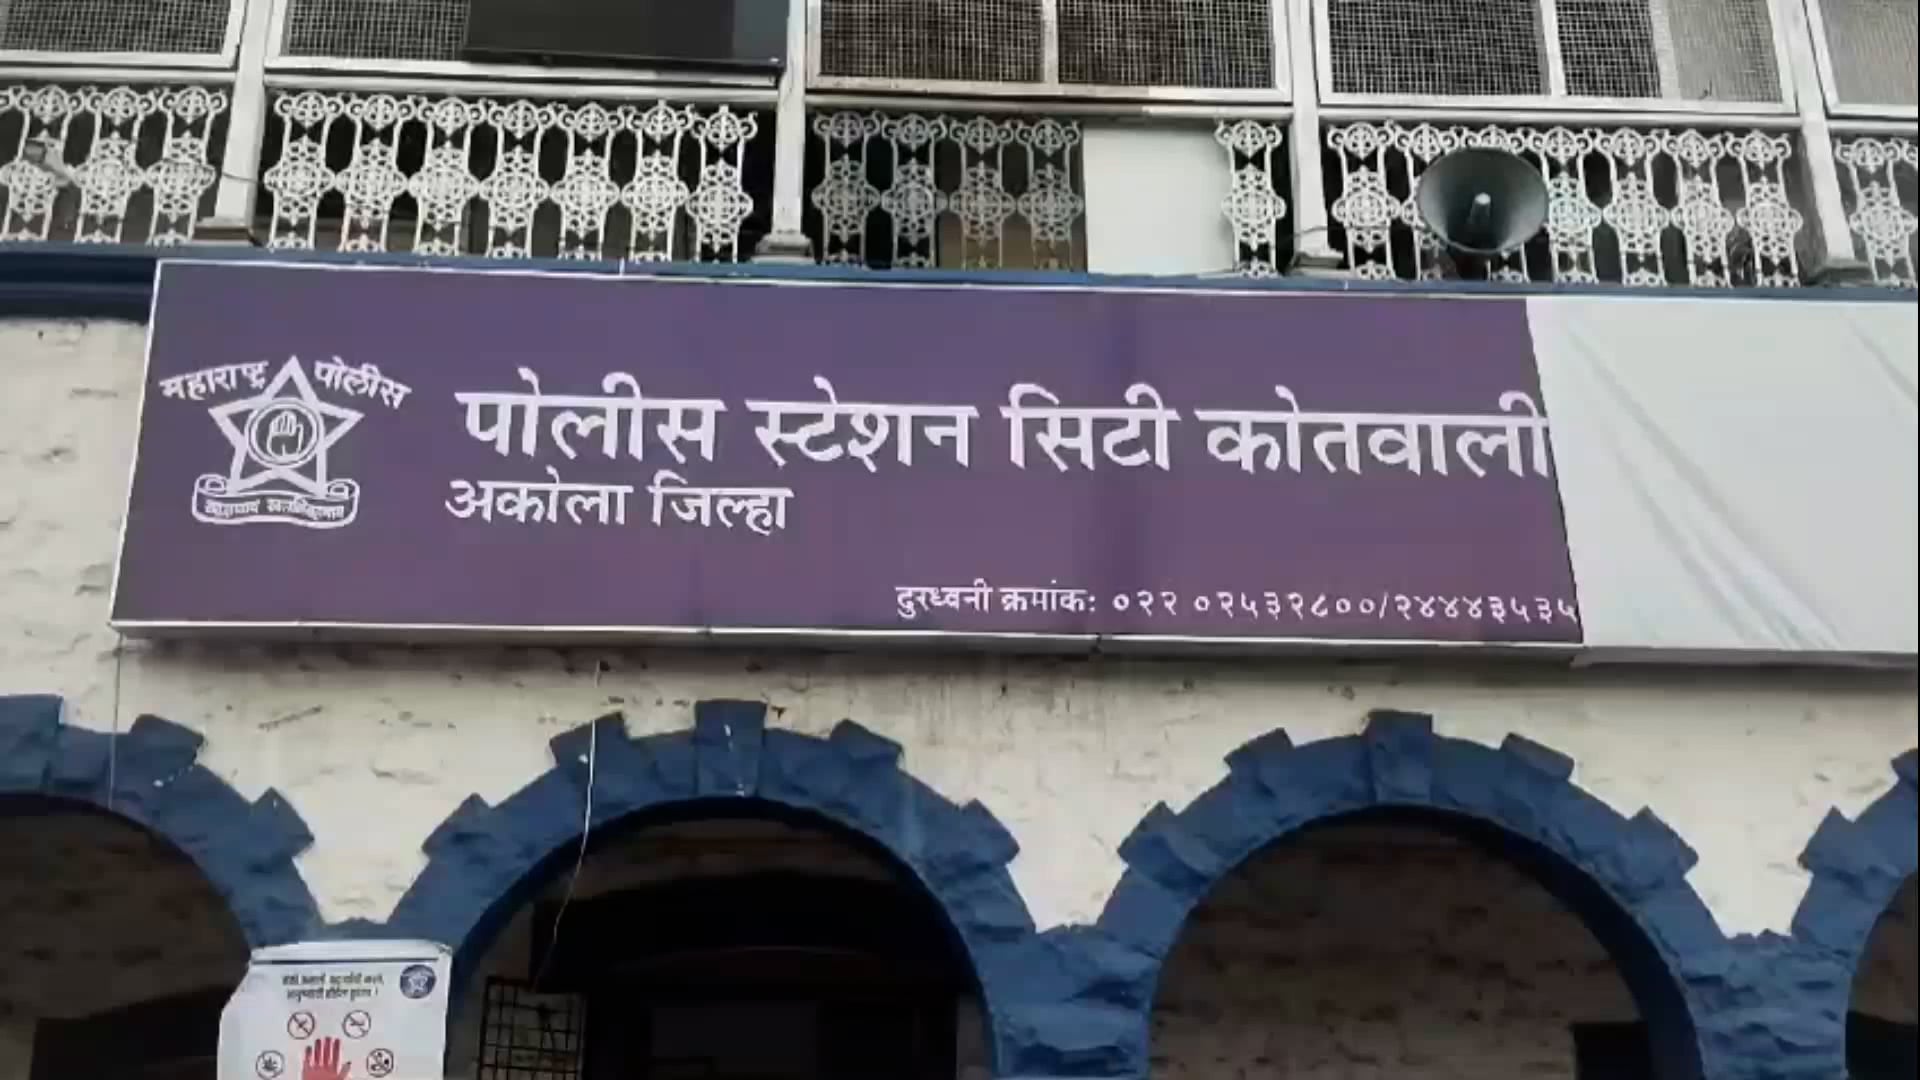 महाराष्ट्र पोलीस
पोलीस स्टेशन सिटी कोतवाली
अकोला जिल्हा
दुरध्वनी क्रमांक: ०२२ ०२५३२८००/२४४४३५३५